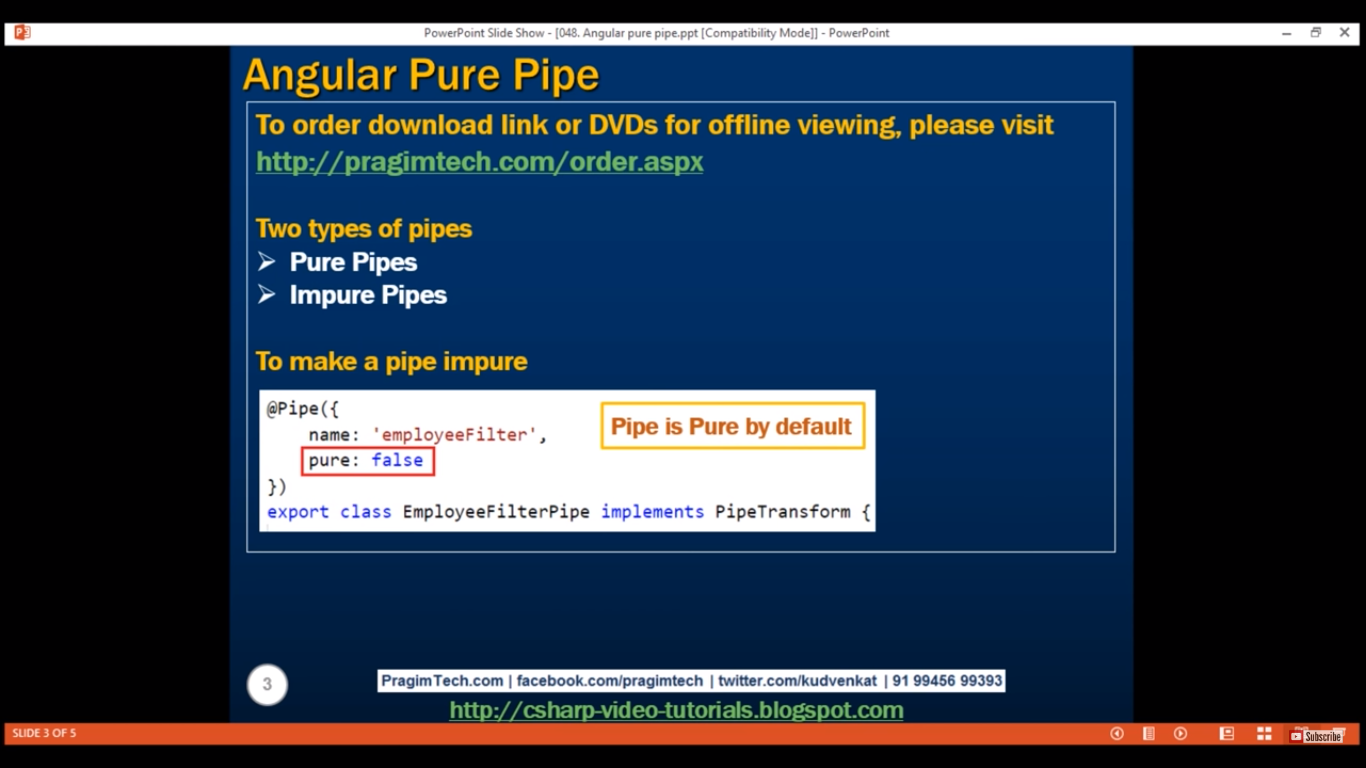 PowerPoint Slide Show - [048. Angular pure pipe.ppt [Compatibility Mode]] - PowerPoint
Angular Pure Pipe
To order download link or DVDs for offline viewing, please visit
http://pragimtech.com/order.aspx
Two types of pipes
Pure Pipes
Impure Pipes
To make a pipe impure
@Pipe({
name: 'employeeFilter',
pure: false
})
export class EmployeeFilterPipe implements PipeTransform {
Pipe is Pure by default
3
PragimTech.com | facebook.com/pragimtech | twitter.com/kudvenkat | 91 99456 99393
http://csharp-video-tutorials.blogspot.com
SLIDE 3 OF 5
Subscribe